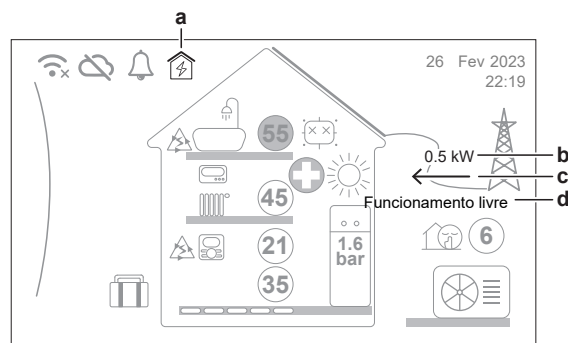 a
26 Fev 2023
22:19
55
0.5 kW
b
c
Funcionamento livre
d
45
6
21
1.6
bar
35